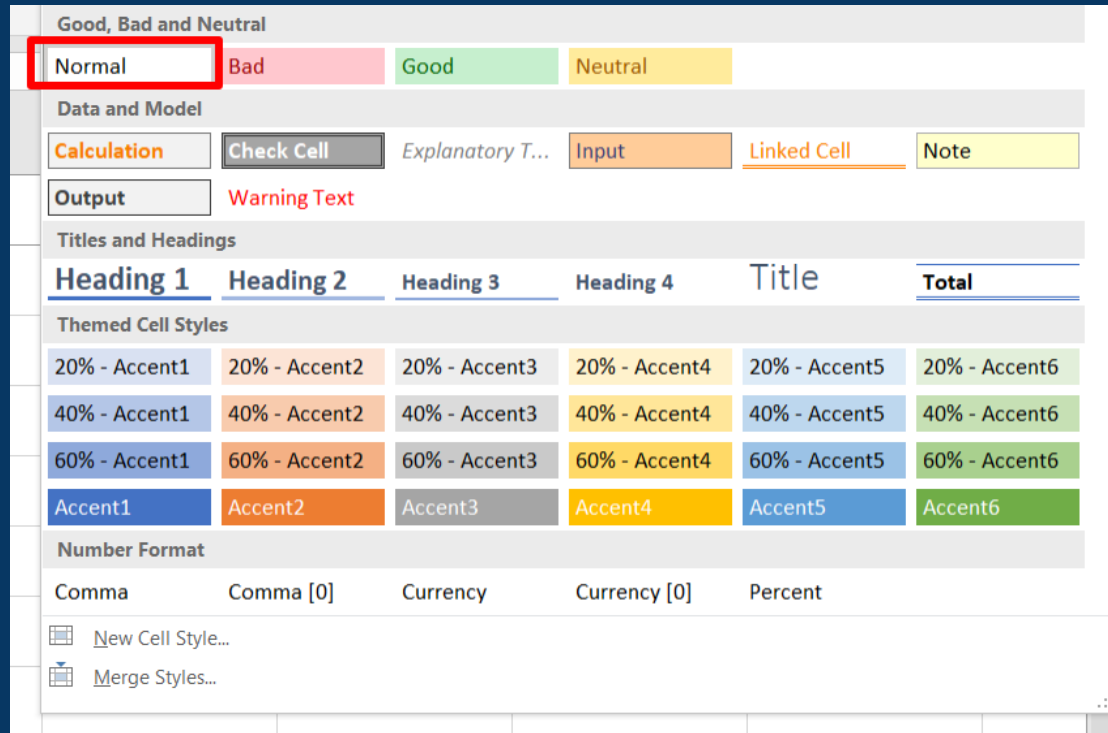 Good, Bad and Neutral
Normal Bad Good Neutral
Data and Model
Calculation Check Cell Explanatory T... Input Linked Cell Note
Output Warning Text
Titles and Headings
Heading 1 Heading 2 Heading 3 Heading 4 Title Total
Themed Cell Styles
20% - Accent1 20% - Accent2 20% - Accent3 20% - Accent4 20% - Accent5 20% - Accent6
40% - Accent1 40% - Accent2 40% - Accent3 40% - Accent4 40% - Accent5 40% - Accent6
60% - Accent1 60% - Accent2 60% - Accent3 60% - Accent4 60% - Accent5 60% - Accent6
Accent1 Accent2 Accent3 Accent4 Accent5 Accent6
Number Format
Comma Comma [0] Currency Currency [0] Percent
New Cell Style...
Merge Styles...